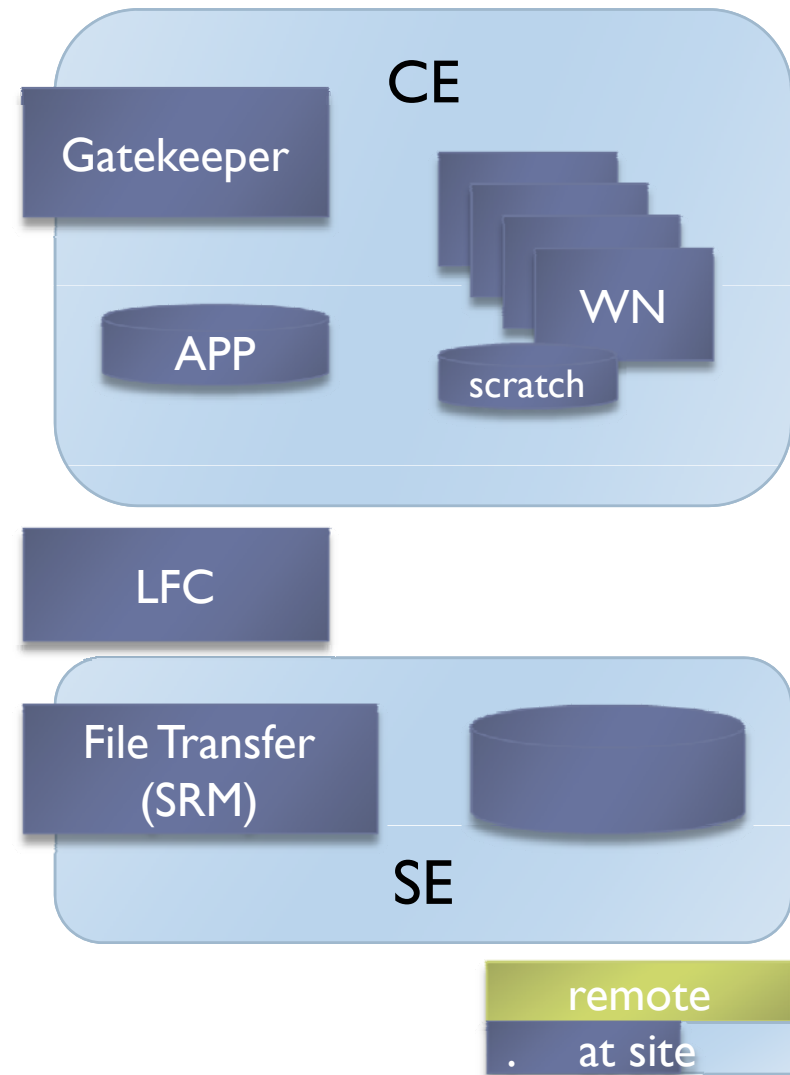 CE
Gatekeeper
WN
APP
scratch
LFC
File Transfer
(SRM)
SE
remote
. at site